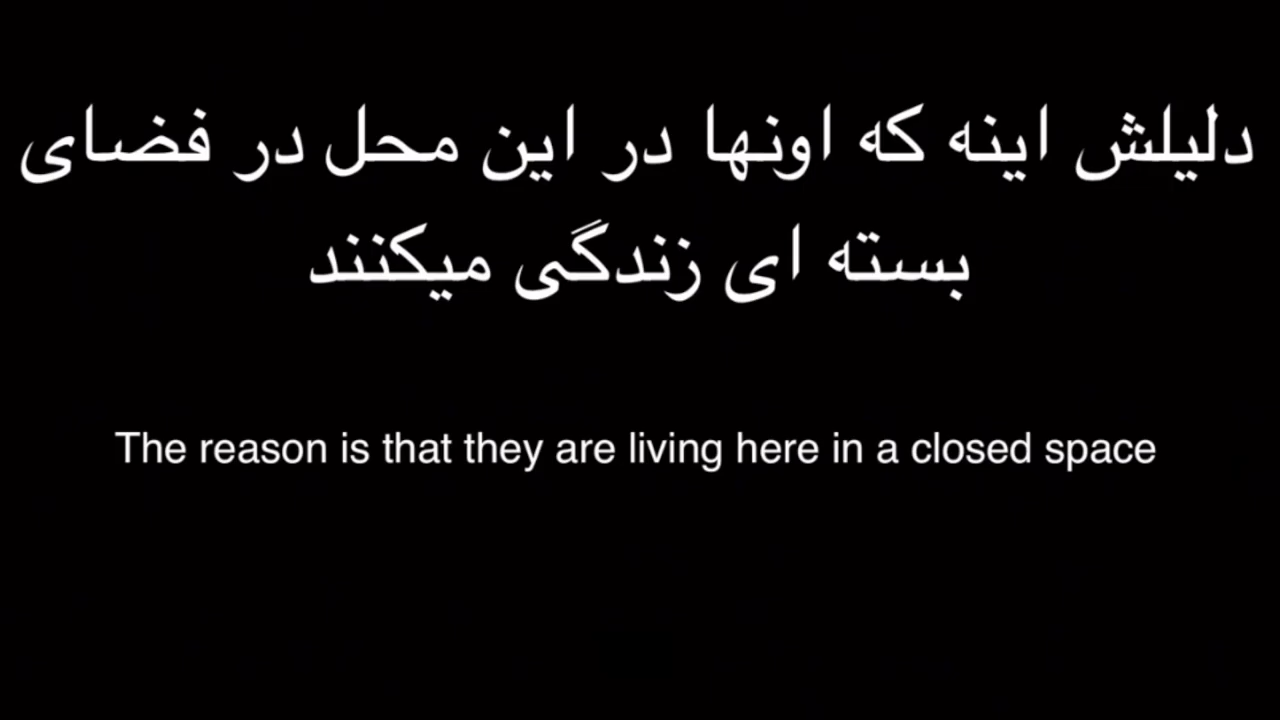 دلیلش اینه که اونها در این محل در فضای
بسته ای زندگی میکنند
The reason is that they are living here in a closed space